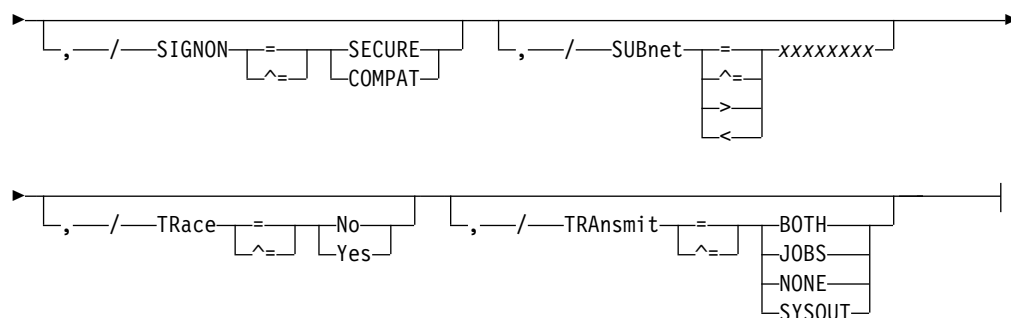 ,—/—SIGNON = SECURE ,—/—SUBnet = xxxxxxxx
^= COMPAT ^=
>
<
,—/—TRace = No ,—/—TRAnsmit = BOTH
^= Yes ^= JOBS
NONE
SYSOUT